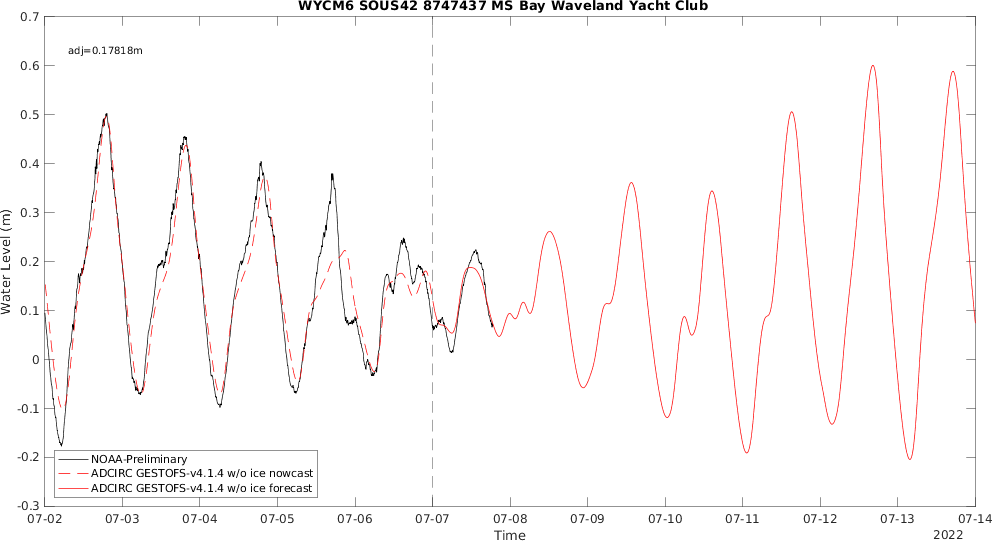 WYCM6 SOUS42 8747437 MS Bay Waveland Yacht Club
adj=0.17818m
Water Level (m)
0.7
0.6
0.5
0.4
0.3
0.2
0.1
0
-0.1
-0.2
-0.3
NOAA-Preliminary
ADCIRC GESTOFS-v4.1.4 w/o ice nowcast
ADCIRC GESTOFS-v4.1.4 w/o ice forecast
07-02 07-03 07-04 07-05 07-06 07-07 07-08 07-09 07-10 07-11 07-12 07-13 07-14
Time
2022